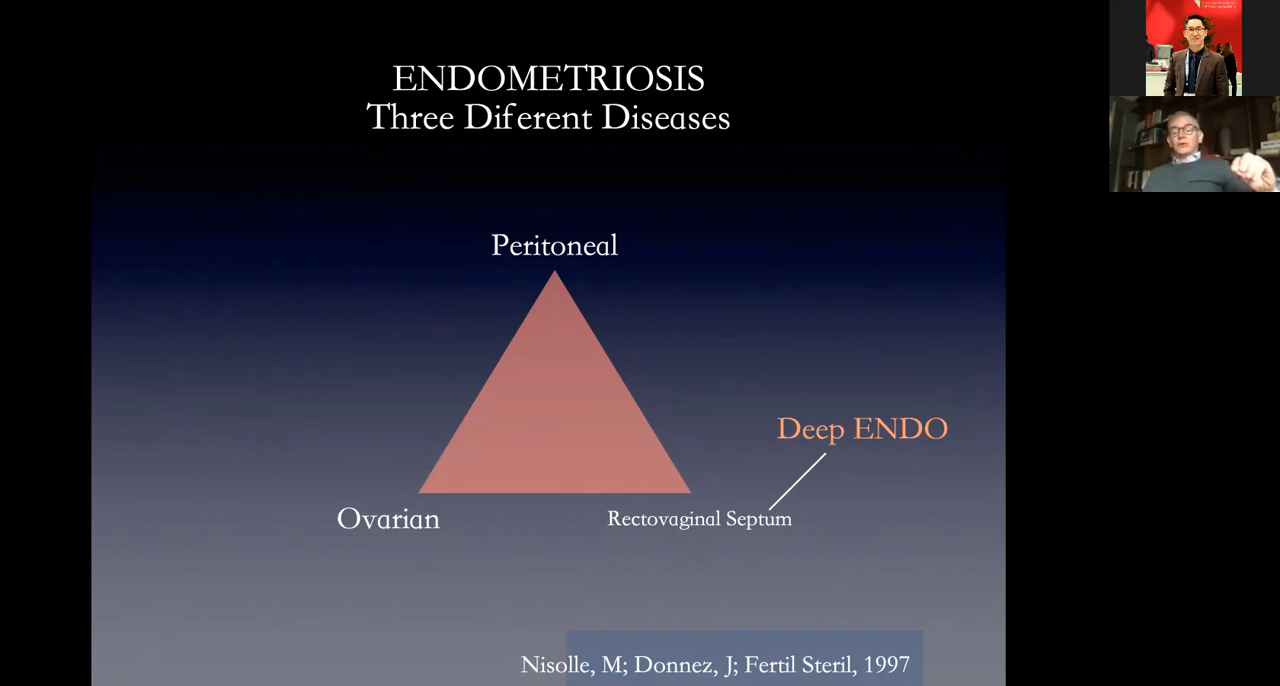 ENDOMETRIOSIS
Three Diferent Diseases
Peritoneal
Deep ENDO
Ovarian
Rectovaginal Septum
Nisolle, M; Donnez, J; Fertil Steril, 1997